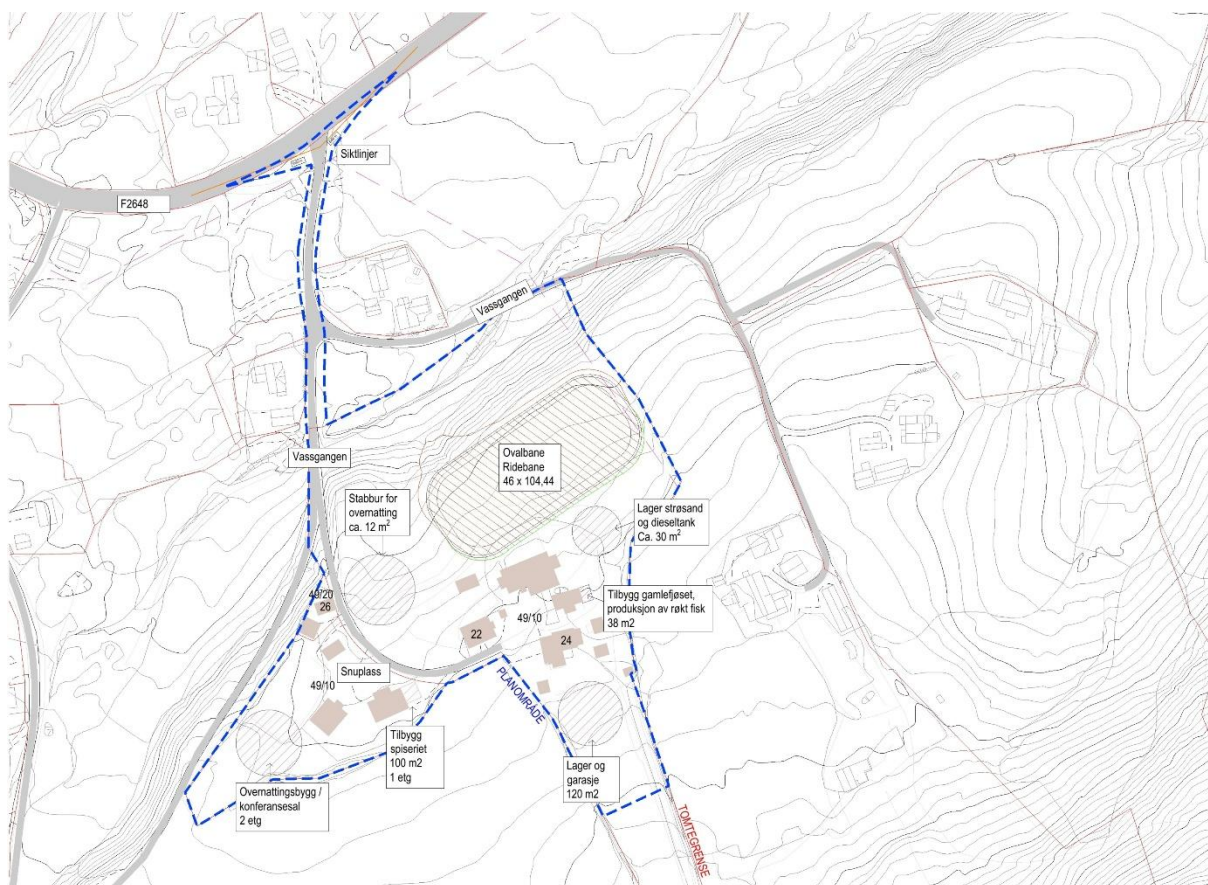 Siktlinjer
F2648
Vassgangen
Vassgangen
Ovalbane
Ridebane
46 x 104,44
Stabbur for
overnatting
ca. 12 m²
Lager strøsand
og dieseltank
Ca. 30 m²
Tilbygg gamlefjøset,
produksjon av røkt fisk
38 m2
49/20
26
49/10
22
24
Snuplass
49/10
PLANOMRÅDE
Tilbygg
spiseriet
100 m2
1 etg
Lager og
garasje
120 m2
Overnattingsbygg /
konferansesal
2 etg
TOMTEGRENSE